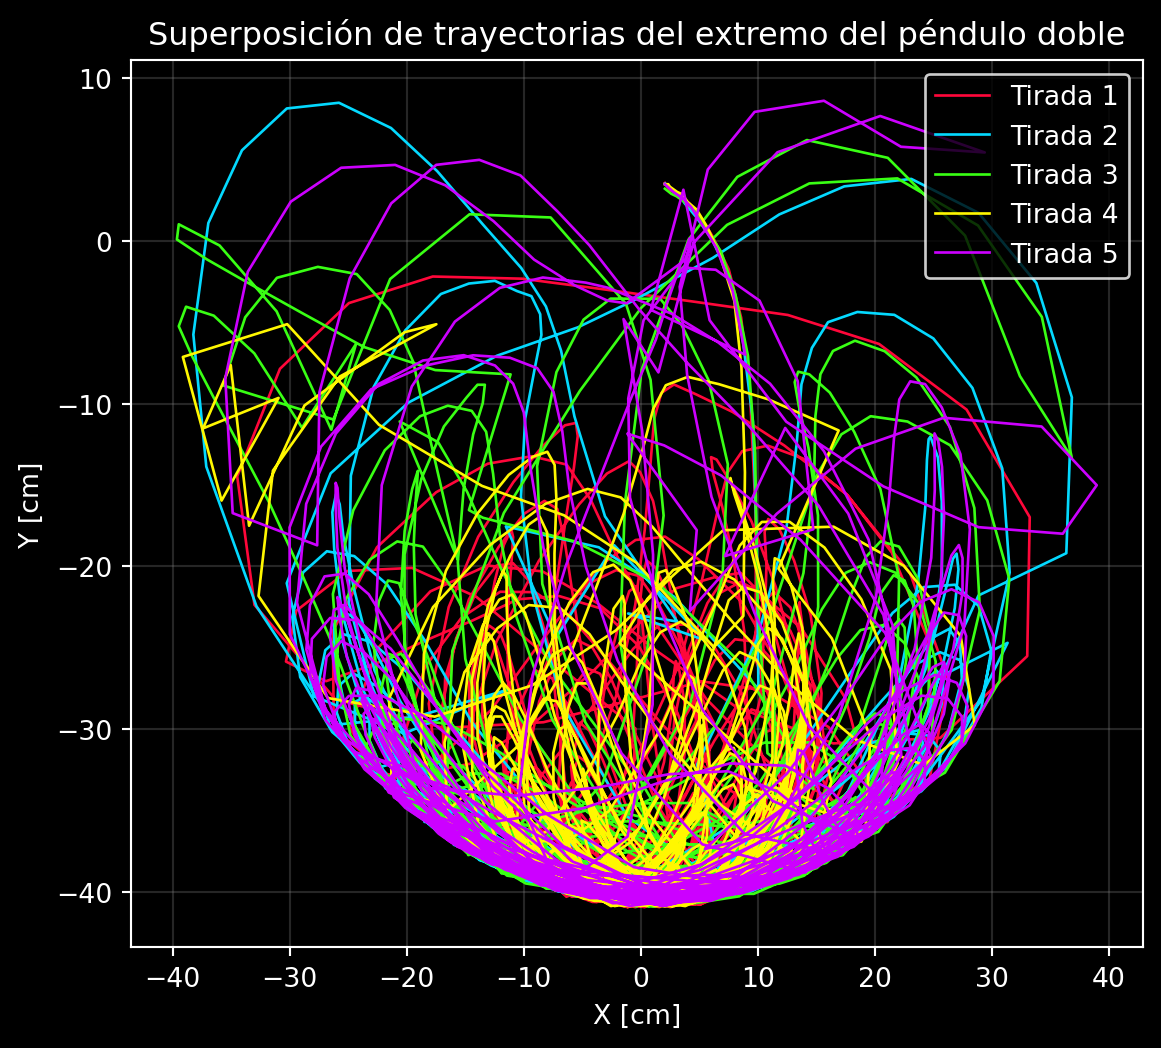 Superposición de trayectorias del extremo del péndulo doble
Tirada 1
Tirada 2
Tirada 3
Tirada 4
Tirada 5
10
0
−10
−20
−30
−40
Y [cm]
−40 −30 −20 −10 0 10 20 30 40
X [cm]